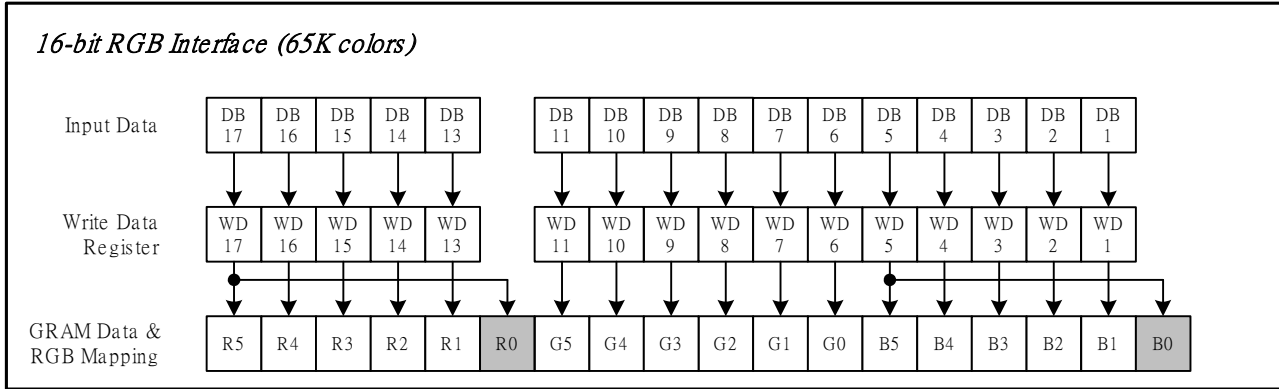 16-bit RGB Interface (65K colors)
Input Data
DB 17 DB 16 DB 15 DB 14 DB 13 DB 11 DB 10 DB 9 DB 8 DB 7 DB 6 DB 5 DB 4 DB 3 DB 2 DB 1
Write Data
Register
WD 17 WD 16 WD 15 WD 14 WD 13 WD 11 WD 10 WD 9 WD 8 WD 7 WD 6 WD 5 WD 4 WD 3 WD 2 WD 1
GRAM Data &
RGB Mapping
R5 R4 R3 R2 R1 R0 G5 G4 G3 G2 G1 G0 B5 B4 B3 B2 B1 B0